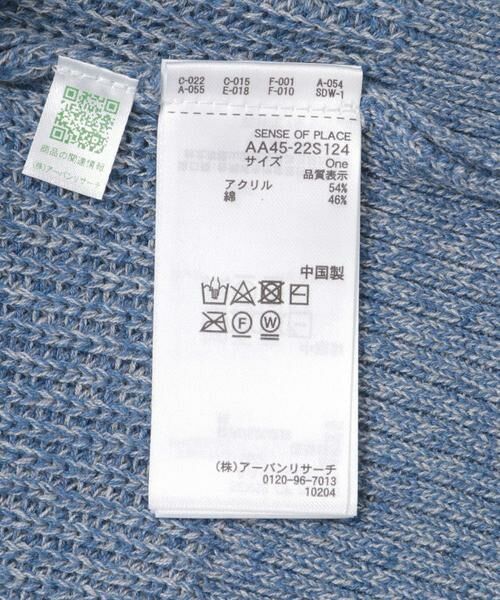 C-022 C-015 F-001 A-054
A-055 E-018 F-010 SDW-1
商品の関連情報
(株)アーバンリサーチ
SENSE OF PLACE
AA45-22S124
サイズ One
品質表示
アクリル 54%
綿 46%
中国製
F W
(株)アーバンリサーチ
0120-96-7013
10204